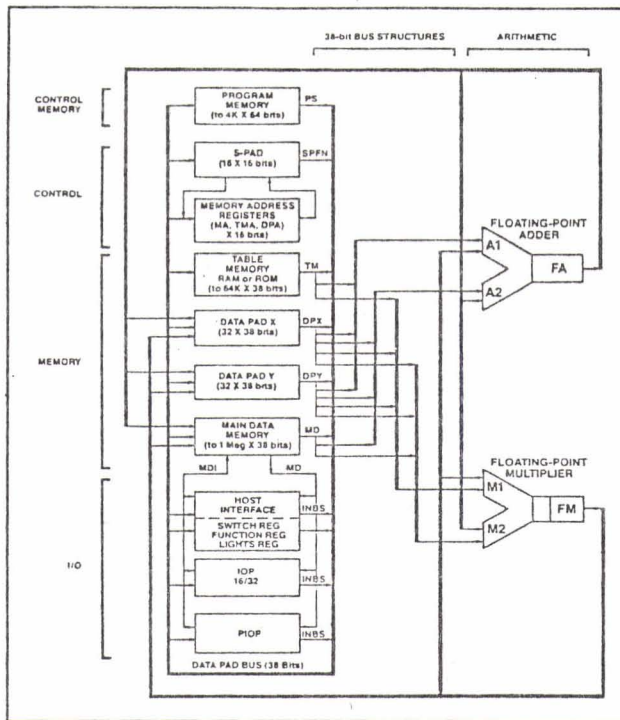 38-bit BUS STRUCTURES
ARITHMETIC
CONTROL
MEMORY
PROGRAM
MEMORY
(to 4K X 64 bits)
PS
CONTROL
S-PAD
(16 X 16 bits)
SPFN
MEMORY ADDRESS
REGISTERS
(MA, TMA, DPA)
X 16 bits)
FLOATING-POINT
ADDER
A1
A2
FA
MEMORY
TABLE
MEMORY
RAM or ROM
(to 64K X 38 bits)
TM
DATA PAD X
(32 X 38 bits)
DPX
DATA PAD Y
(32 X 38 bits)
DPY
MAIN DATA
MEMORY
(to 1 Meg X 38 bits)
MD
MDI
MD
FLOATING-POINT
MULTIPLIER
M1
M2
FM
I/O
HOST
INTERFACE
INBS
SWITCH REG
FUNCTION REG
LIGHTS REG
IOP
16/32
INBS
PIOP
INBS
DATA PAD BUS (38 Bits)